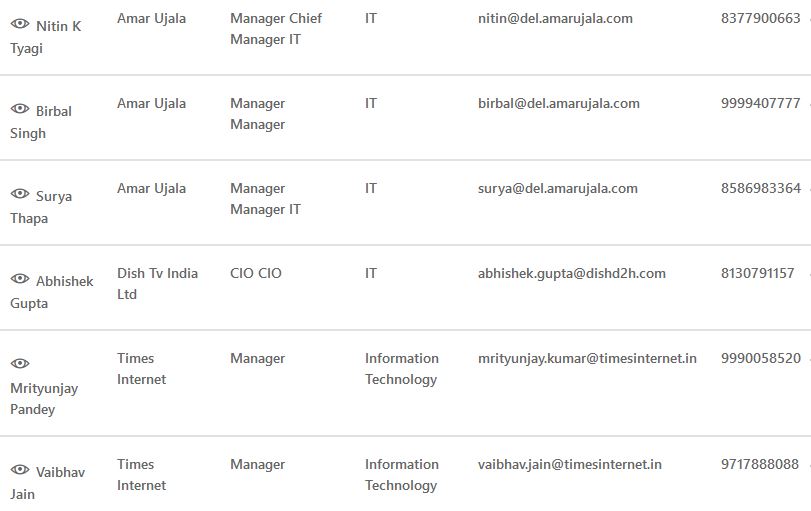 Nitin K Tyagi Amar Ujala Manager Chief Manager IT IT nitin@del.amarujala.com 8377900663
Birbal Singh Amar Ujala Manager Manager IT birbal@del.amarujala.com 9999407777
Surya Thapa Amar Ujala Manager Manager IT IT surya@del.amarujala.com 8586983364
Abhishek Gupta Dish Tv India Ltd CIO CIO IT abhishek.gupta@dishd2h.com 8130791157
Mrityunjay Pandey Times Internet Manager Information Technology mrityunjay.kumar@timesinternet.in 9990058520
Vaibhav Jain Times Internet Manager Information Technology vaibhav.jain@timesinternet.in 9717888088